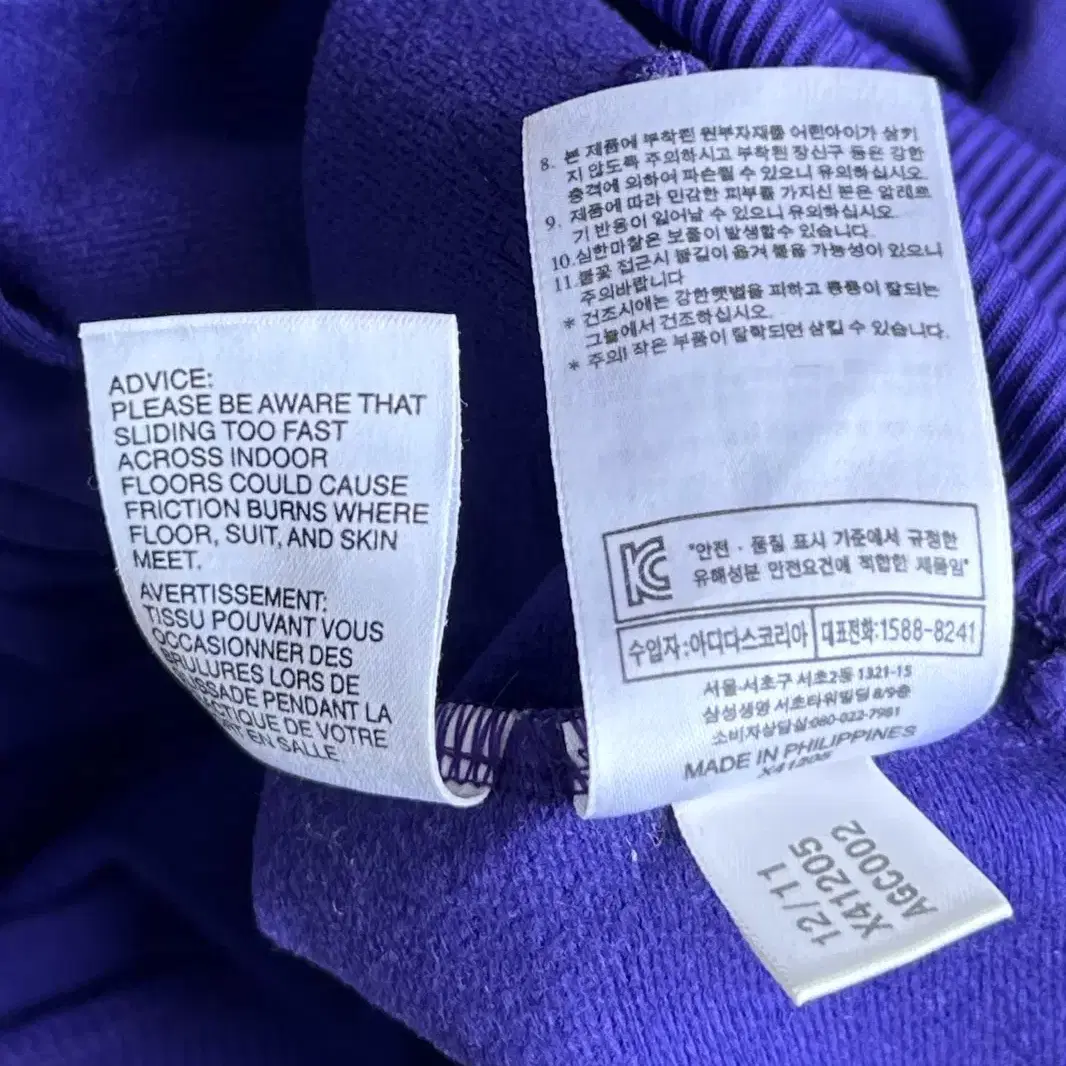 ADVICE:
PLEASE BE AWARE THAT
SLIDING TOO FAST
ACROSS INDOOR
FLOORS COULD CAUSE
FRICTION BURNS WHERE
FLOOR, SUIT, AND SKIN
MEET.
AVERTISSEMENT:
TISSU POUVANT VOUS
OCCASIONNER DES
BRULURES LORS DE
PENDANT LA
DE VOTRE
EN SALLE
8. 본 제품에 부착된 원부자재를 어린아이가 삼키
지 않도록 주의하시고 부착된 장신구 등은 강한
충격에 의하여 파손될 수 있으니 유의하십시오.
9. 제품에 따라 민감한 피부를 가지신 분은 알레르
기 반응이 일어날 수 있으니 유의하십시오.
10.심한마찰은 보풀이 발생할수 있습니다.
11.불꽃 접근시 불길이 옮겨 붙을 가능성이 있으니
주의바랍니다
* 건조시에는 강한햇볕을 피하고 통풍이 잘되는
그늘에서 건조하십시오.
* 주의! 작은 부품이 탈락되면 삼킬 수 있습니다.
KC
"안전 · 품질 표시 기준에서 규정한
유해성분 안전요건에 적합한 제품임"
수입자:아디다스코리아 대표전화:1588-8241
서울·서초구 서초2동 1321-15
삼성생명 서초타워빌딩 8/9층
소비자상담실:080-022-7981
MADE IN PHILIPPINES
X41205
12/11
X41205
AGC002